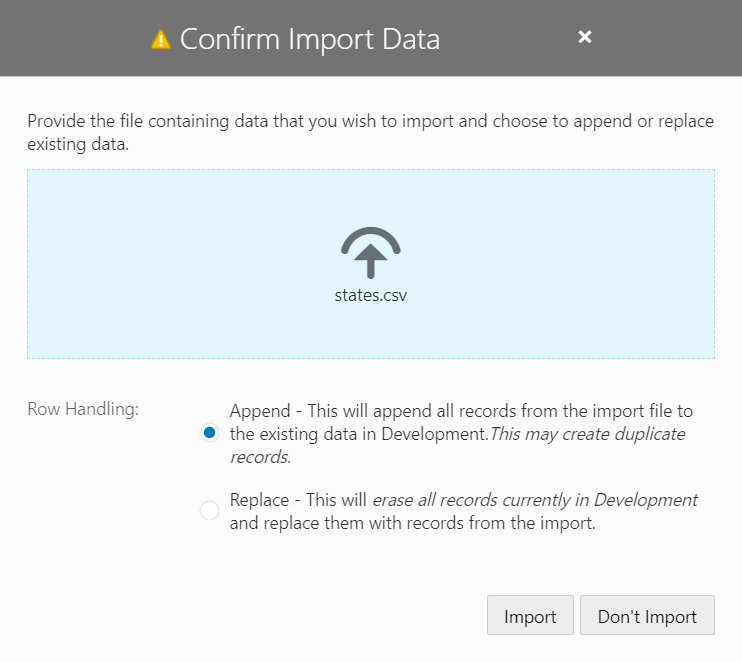 Confirm Import Data
Provide the file containing data that you wish to import and choose to append or replace
existing data.
states.csv
Row Handling:
Append - This will append all records from the import file to
the existing data in Development.This may create duplicate
records.
Replace - This will erase all records currently in Development
and replace them with records from the import.
Import
Don't Import